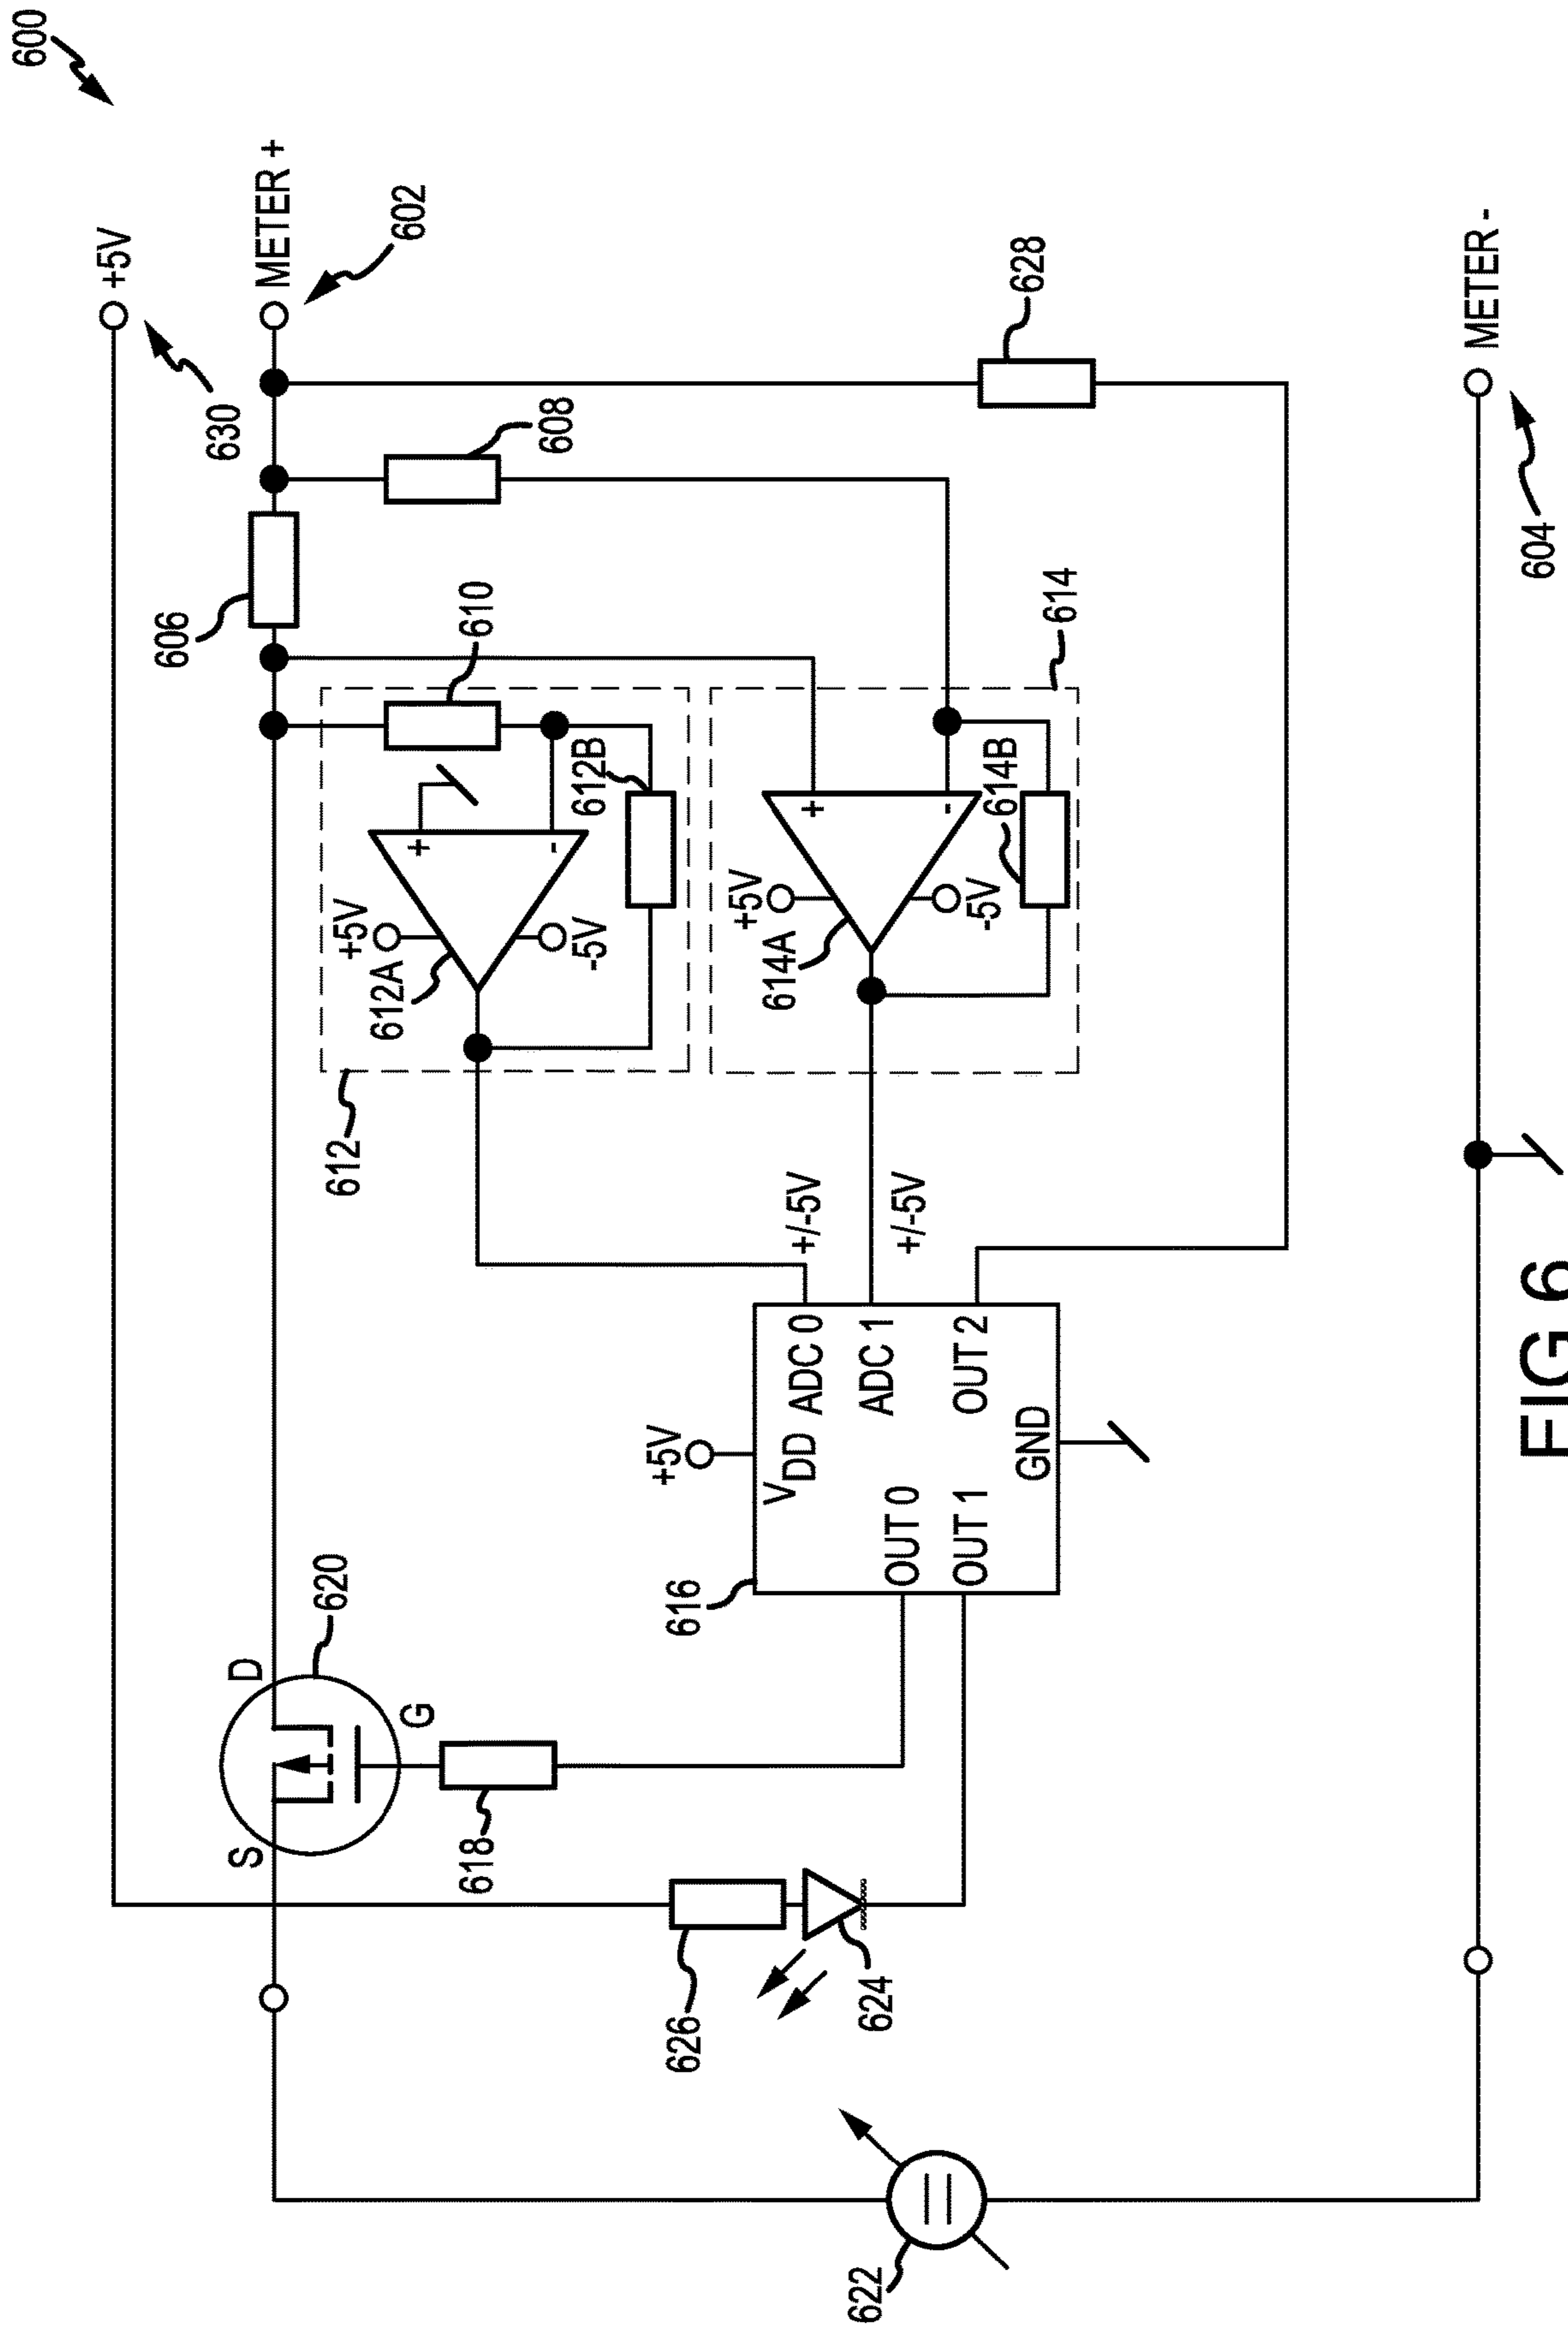 600
+5V
METER +
602
630
608
628
606
610
612B
614
614B
METER -
604
+
-
+5V
612A
-5V
+
-
+5V
614A
-5V
612
+/-5V
+/-5V
+5V
VDD
ADC 0
ADC 1
OUT 2
OUT 0
OUT 1
GND
616
620
D
G
S
618
626
624
622
FIG 6